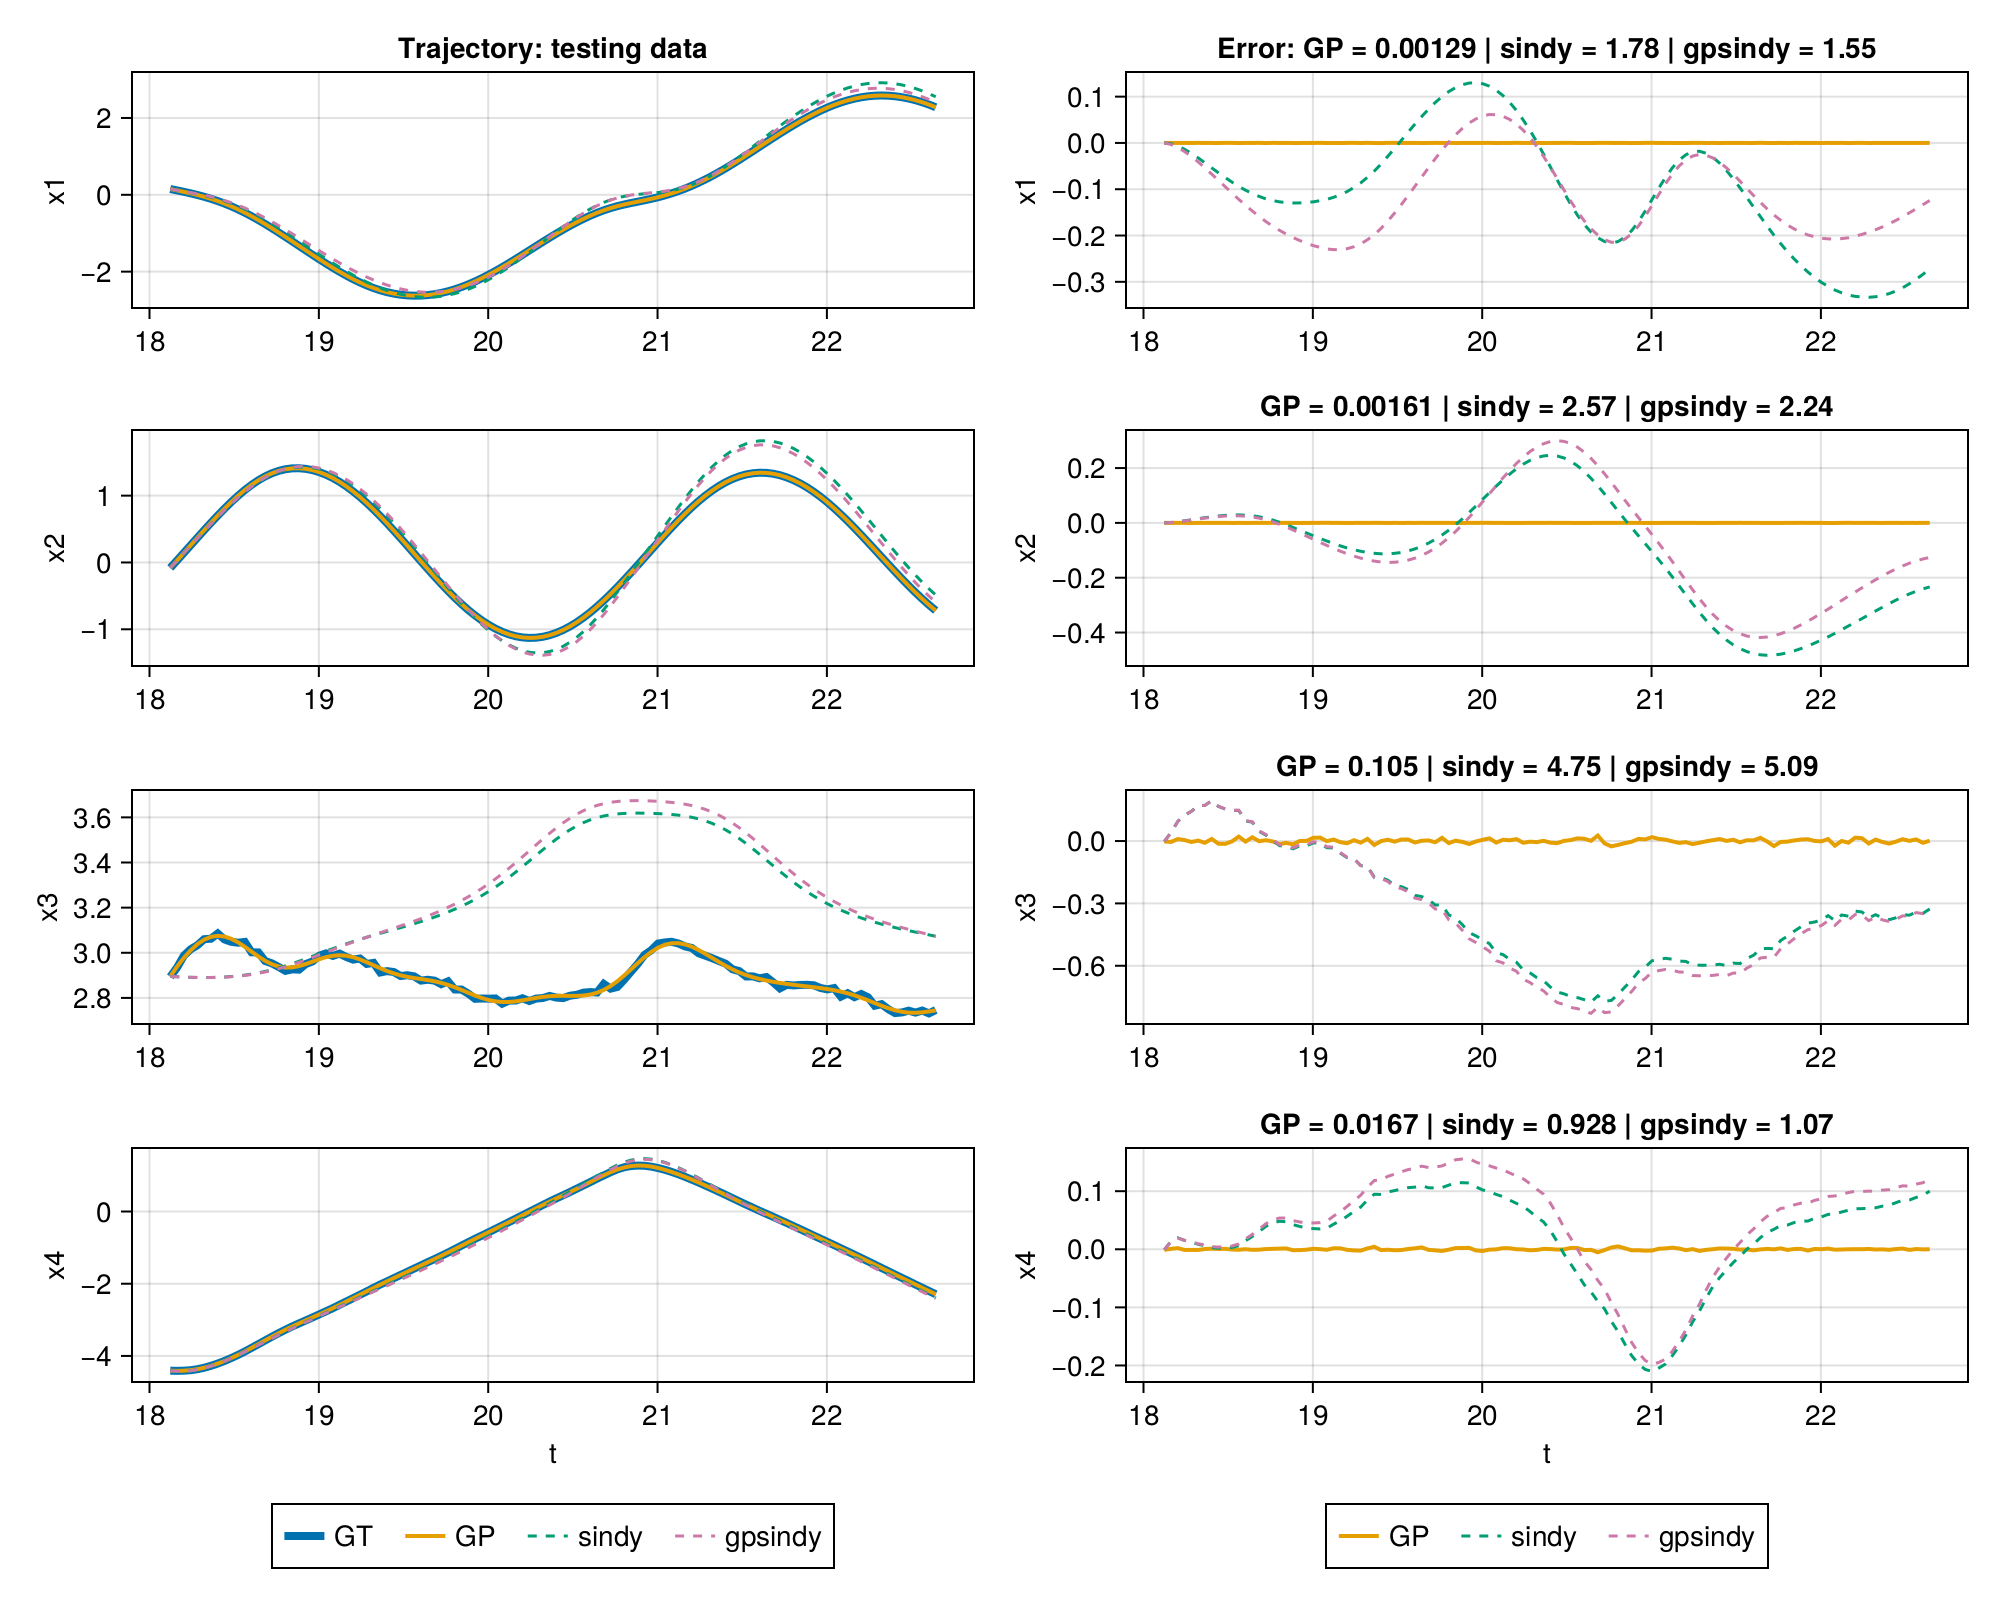 Trajectory: testing data
x1
2
0
−2
18 19 20 21 22
Error: GP = 0.00129 | sindy = 1.78 | gpsindy = 1.55
x1
0.1
0.0
−0.1
−0.2
−0.3
18 19 20 21 22
x2
1
0
−1
18 19 20 21 22
GP = 0.00161 | sindy = 2.57 | gpsindy = 2.24
x2
0.2
0.0
−0.2
−0.4
18 19 20 21 22
x3
3.6
3.4
3.2
3.0
2.8
18 19 20 21 22
GP = 0.105 | sindy = 4.75 | gpsindy = 5.09
x3
0.0
−0.3
−0.6
18 19 20 21 22
x4
0
−2
−4
18 19 20 21 22
t
GP = 0.0167 | sindy = 0.928 | gpsindy = 1.07
x4
0.1
0.0
−0.1
−0.2
18 19 20 21 22
t
GT GP sindy gpsindy
GP sindy gpsindy